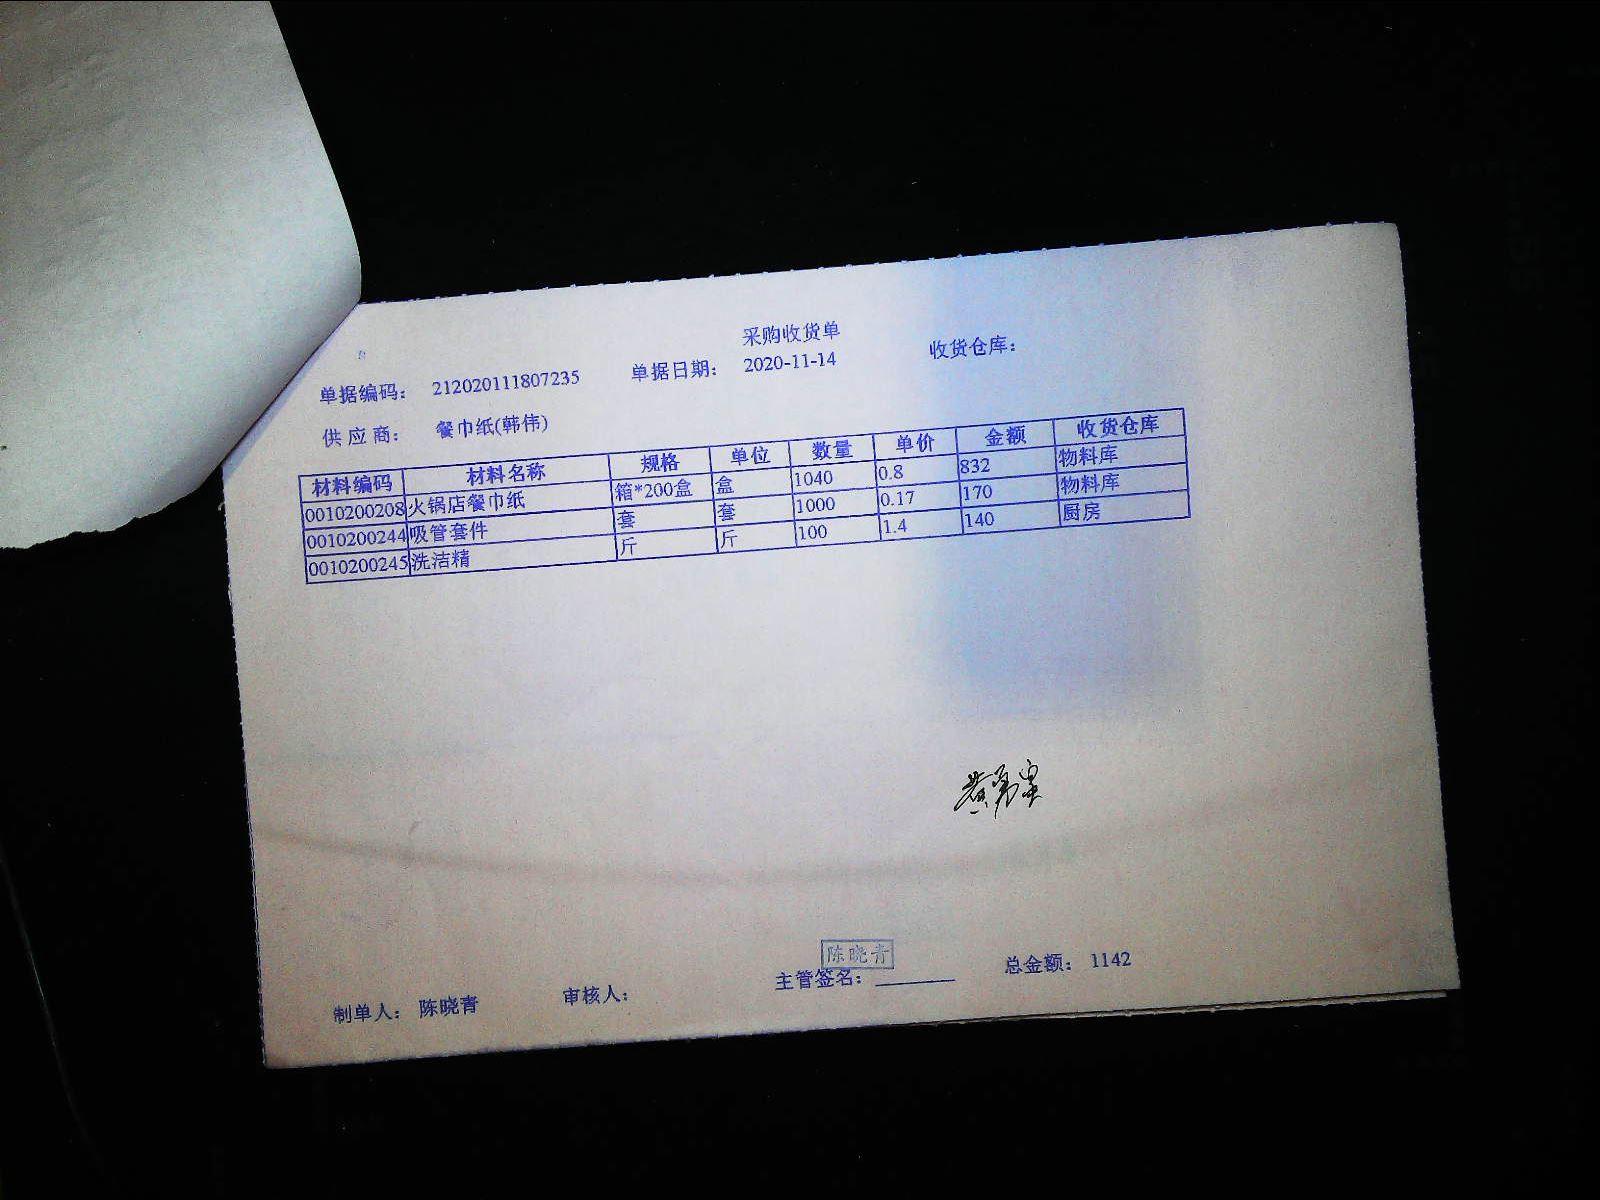 采购收货单
单据编码： 212020111807235 单据日期： 2020-11-14 收货仓库：
供应商： 餐巾纸(韩伟)
材料编码 材料名称 规格 单位 数量 单价 金额 收货仓库
0010200208 火锅店餐巾纸 箱*200盒 盒 1040 0.8 832 物料库
0010200244 吸管套件 套 套 1000 0.17 170 物料库
0010200245 洗洁精 斤 斤 100 1.4 140 厨房
陈晓青
制单人： 陈晓青 审核人： 主管签名： 总金额： 1142